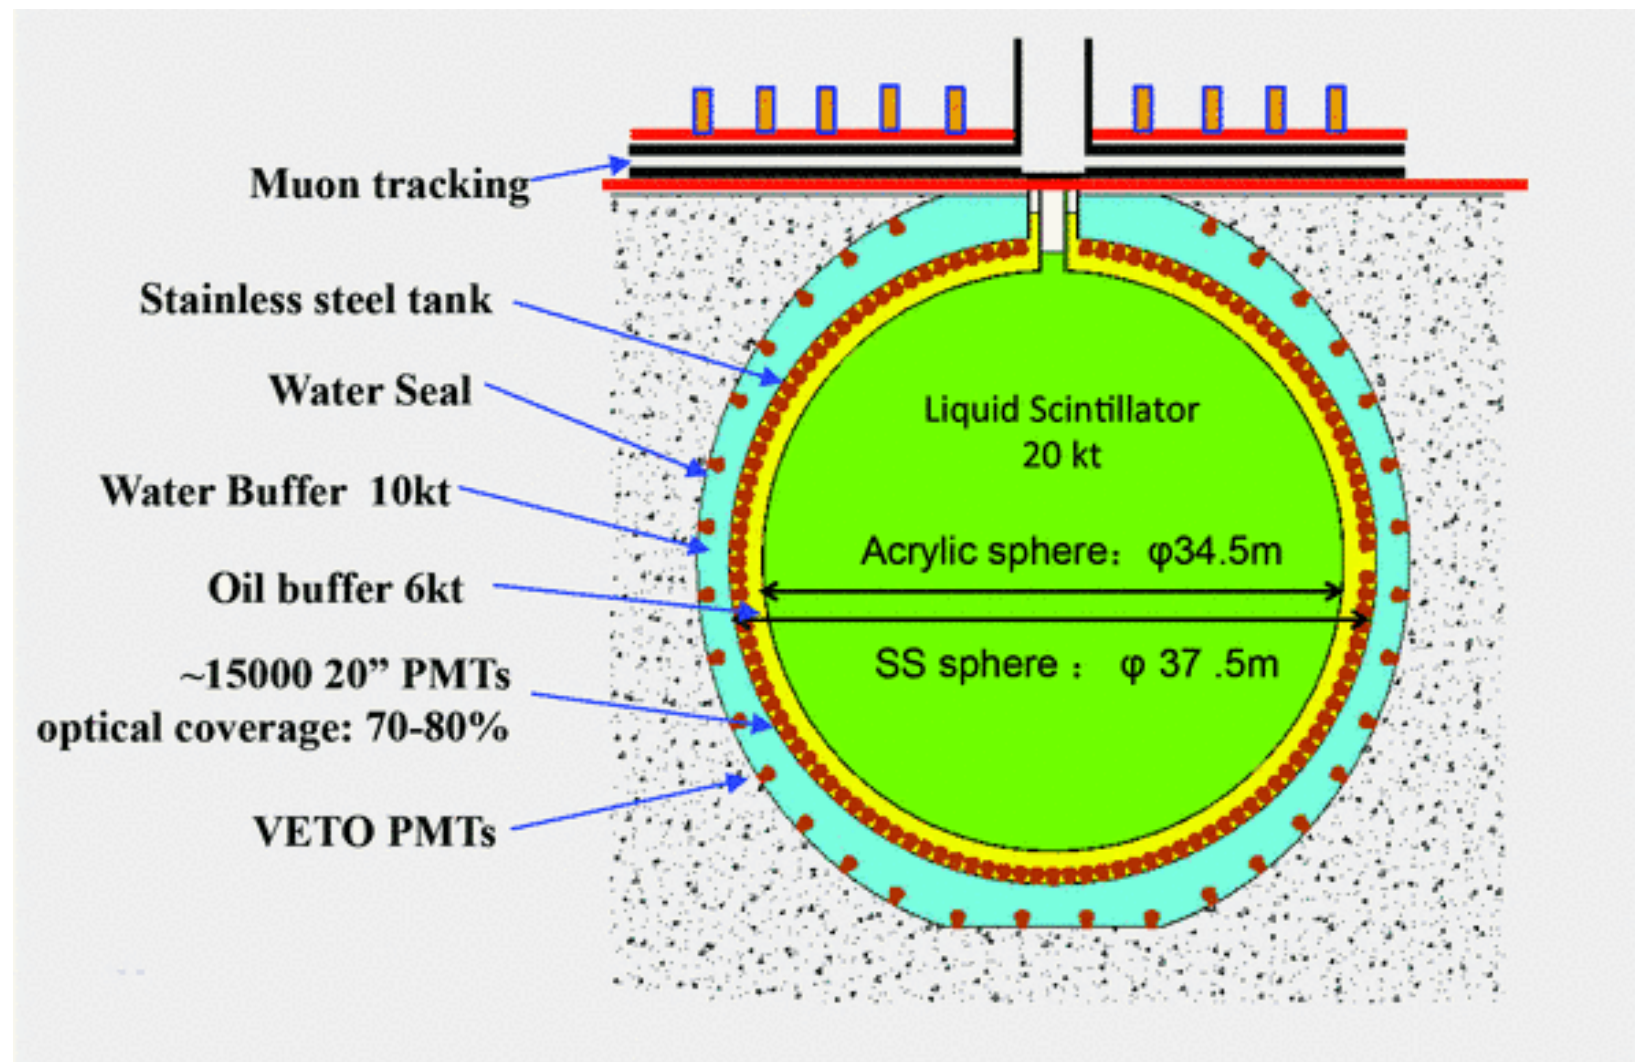 Muon tracking
Stainless steel tank
Water Seal
Water Buffer 10kt
Oil buffer 6kt
~15000 20” PMTs
optical coverage: 70-80%
VETO PMTs
Liquid Scintillator
20 kt
Acrylic sphere： φ34.5m
SS sphere ： φ 37 .5m